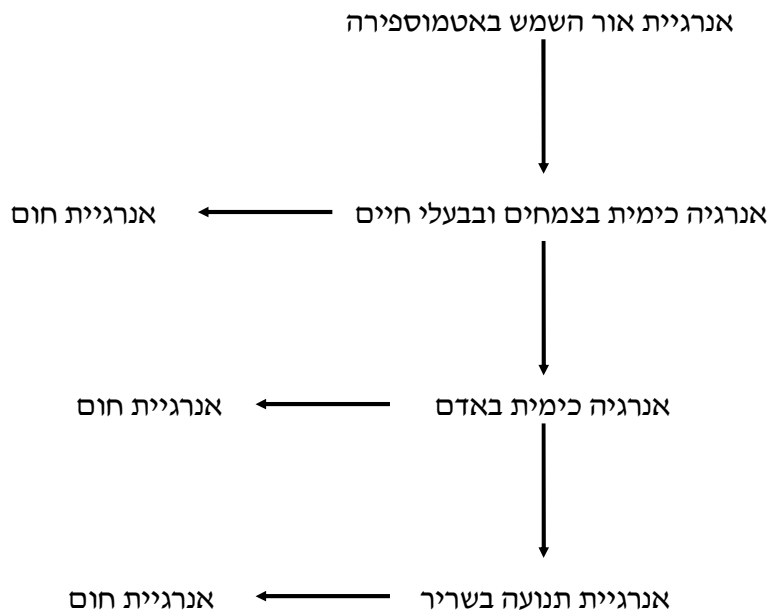 אנרגיית אור השמש באטמוספירה
אנרגיה כימית בצמחים ובבעלי חיים
אנרגיית חום
אנרגיה כימית באדם
אנרגיית חום
אנרגיית תנועה בשריר
אנרגיית חום